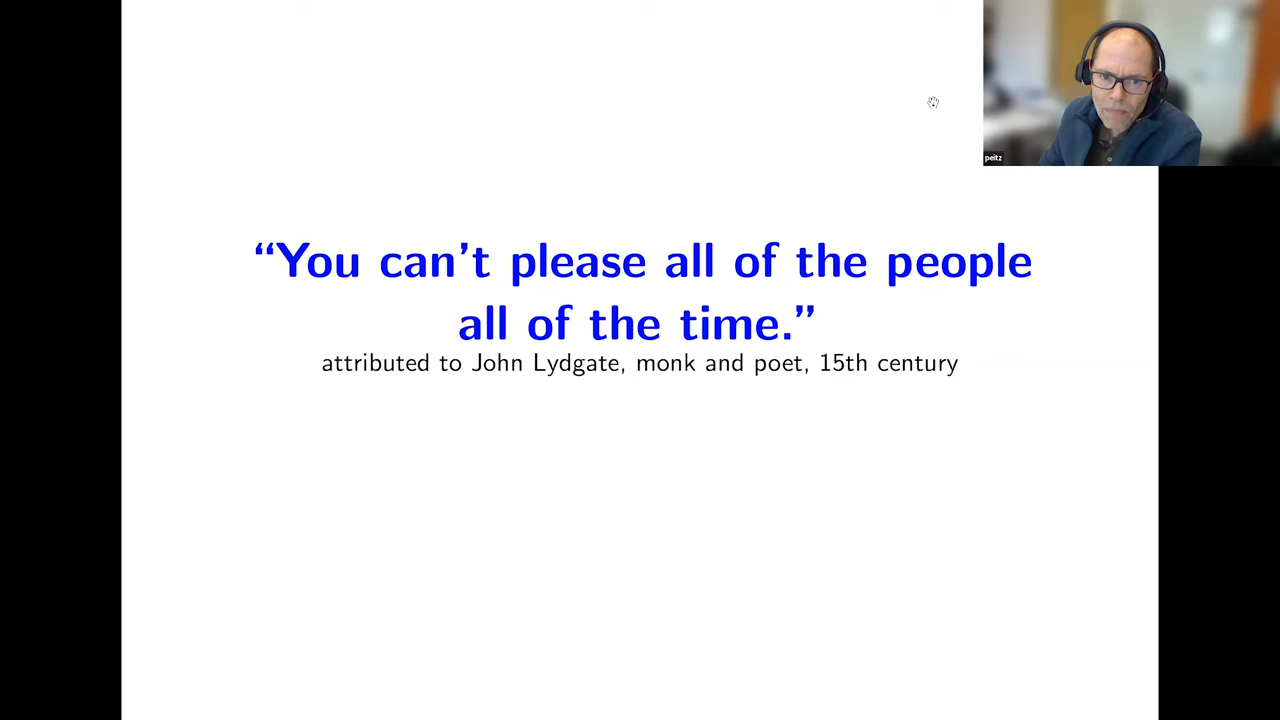 peitz
“You can’t please all of the people
all of the time.”
attributed to John Lydgate, monk and poet, 15th century